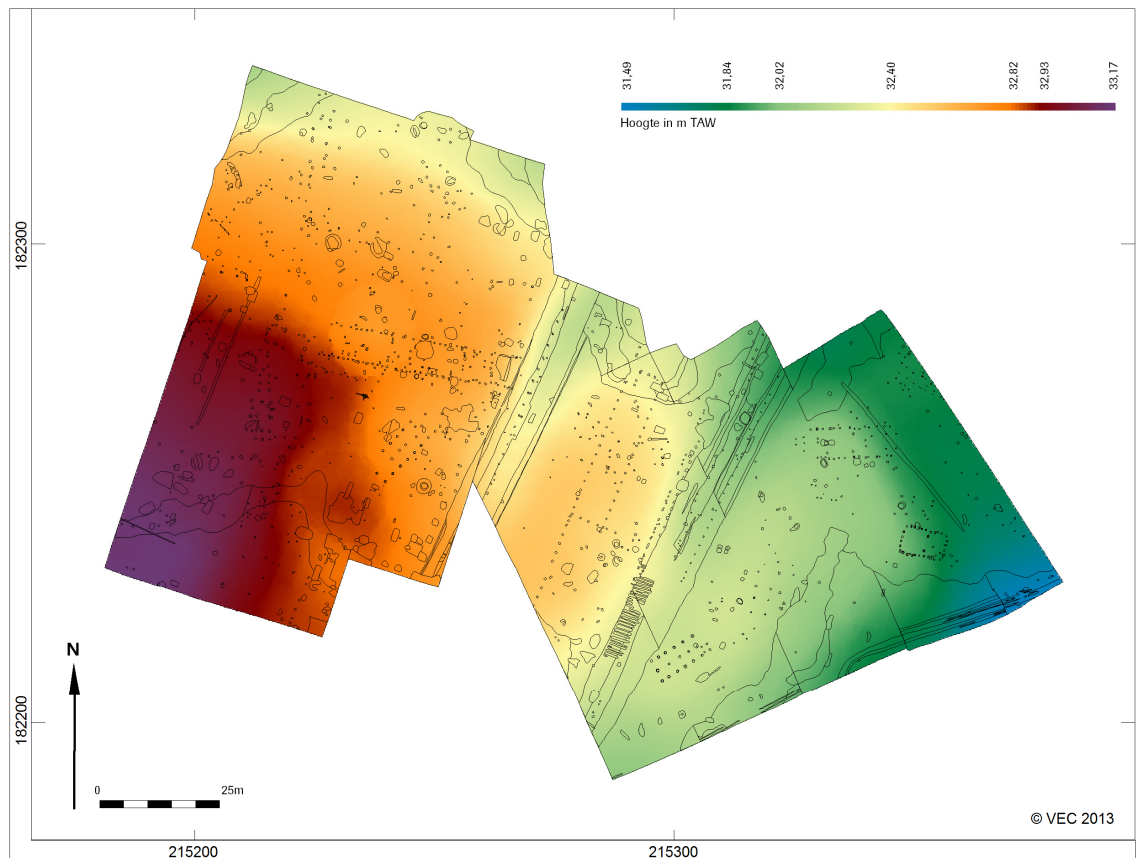 31,49 31,84 32,02 32,40 32,82 32,93 33,17
Hoogte in m TAW
182300
182200
N
0 25m
© VEC 2013
215200 215300